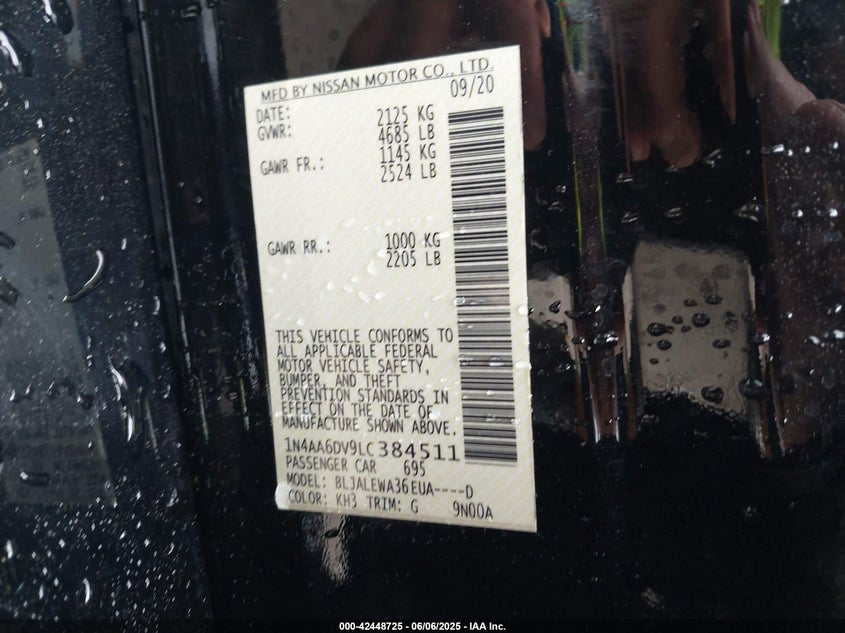 MFD BY NISSAN MOTOR CO., LTD.
DATE: 09/20
GVWR: 2125 KG
4685 LB
GAWR FR.: 1145 KG
2524 LB
GAWR RR.: 1000 KG
2205 LB
THIS VEHICLE CONFORMS TO
ALL APPLICABLE FEDERAL
MOTOR VEHICLE SAFETY,
BUMPER, AND THEFT
PREVENTION STANDARDS IN
EFFECT ON THE DATE OF
MANUFACTURE SHOWN ABOVE.
1N4AA6DV9LC384511
PASSENGER CAR 695
MODEL: BLJALEWA36EUA----D
COLOR: KH3 TRIM: G 9N00A
000-42448725 - 06/06/2025 - IAA Inc.